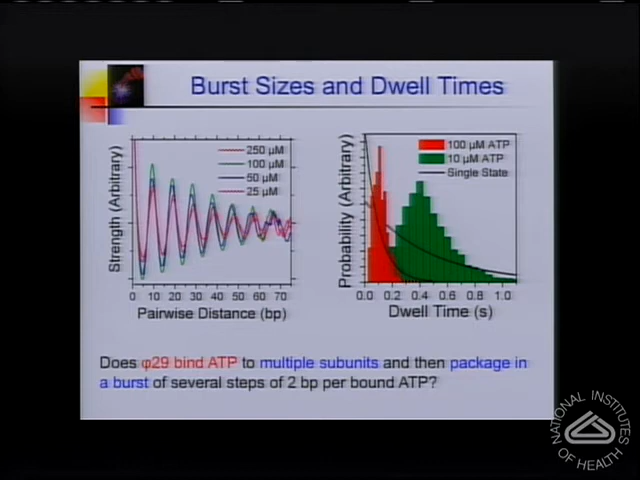 Burst Sizes and Dwell Times
Strength (Arbitrary)
250 µM
100 µM
50 µM
25 µM
0 10 20 30 40 50 60 70
Pairwise Distance (bp)
Probability (Arbitrary)
100 µM ATP
10 µM ATP
Single State
0.0 0.2 0.4 0.6 0.8 1.0
Dwell Time (s)
Does φ29 bind ATP to multiple subunits and then package in
a burst of several steps of 2 bp per bound ATP?
NATIONAL INSTITUTES
OF HEALTH